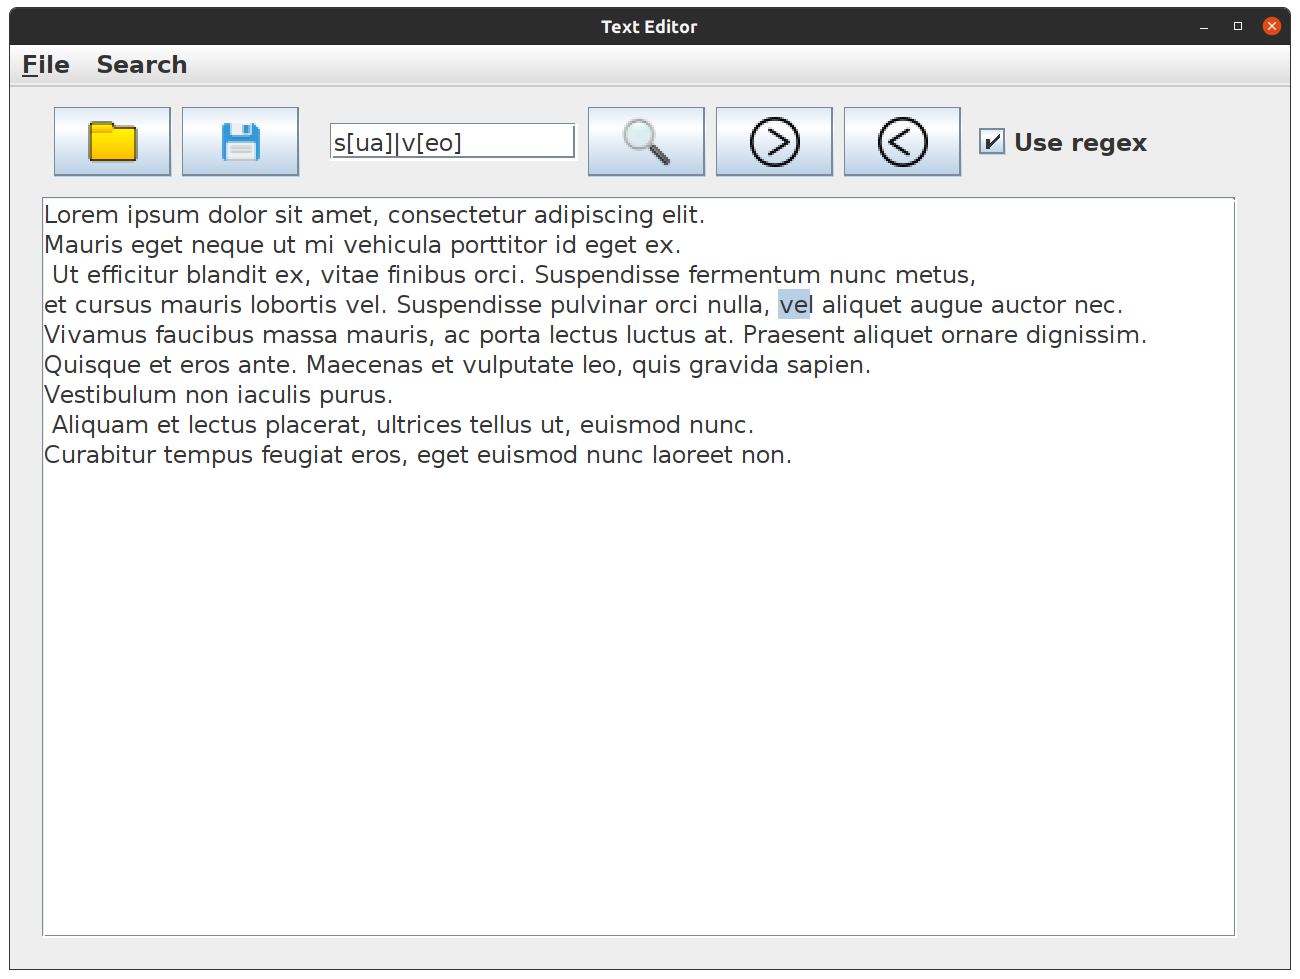 Text Editor
File Search
s[ua]|v[eo] Use regex
Lorem ipsum dolor sit amet, consectetur adipiscing elit.
Mauris eget neque ut mi vehicula porttitor id eget ex.
Ut efficitur blandit ex, vitae finibus orci. Suspendisse fermentum nunc metus,
et cursus mauris lobortis vel. Suspendisse pulvinar orci nulla, vel aliquet augue auctor nec.
Vivamus faucibus massa mauris, ac porta lectus luctus at. Praesent aliquet ornare dignissim.
Quisque et eros ante. Maecenas et vulputate leo, quis gravida sapien.
Vestibulum non iaculis purus.
Aliquam et lectus placerat, ultrices tellus ut, euismod nunc.
Curabitur tempus feugiat eros, eget euismod nunc laoreet non.